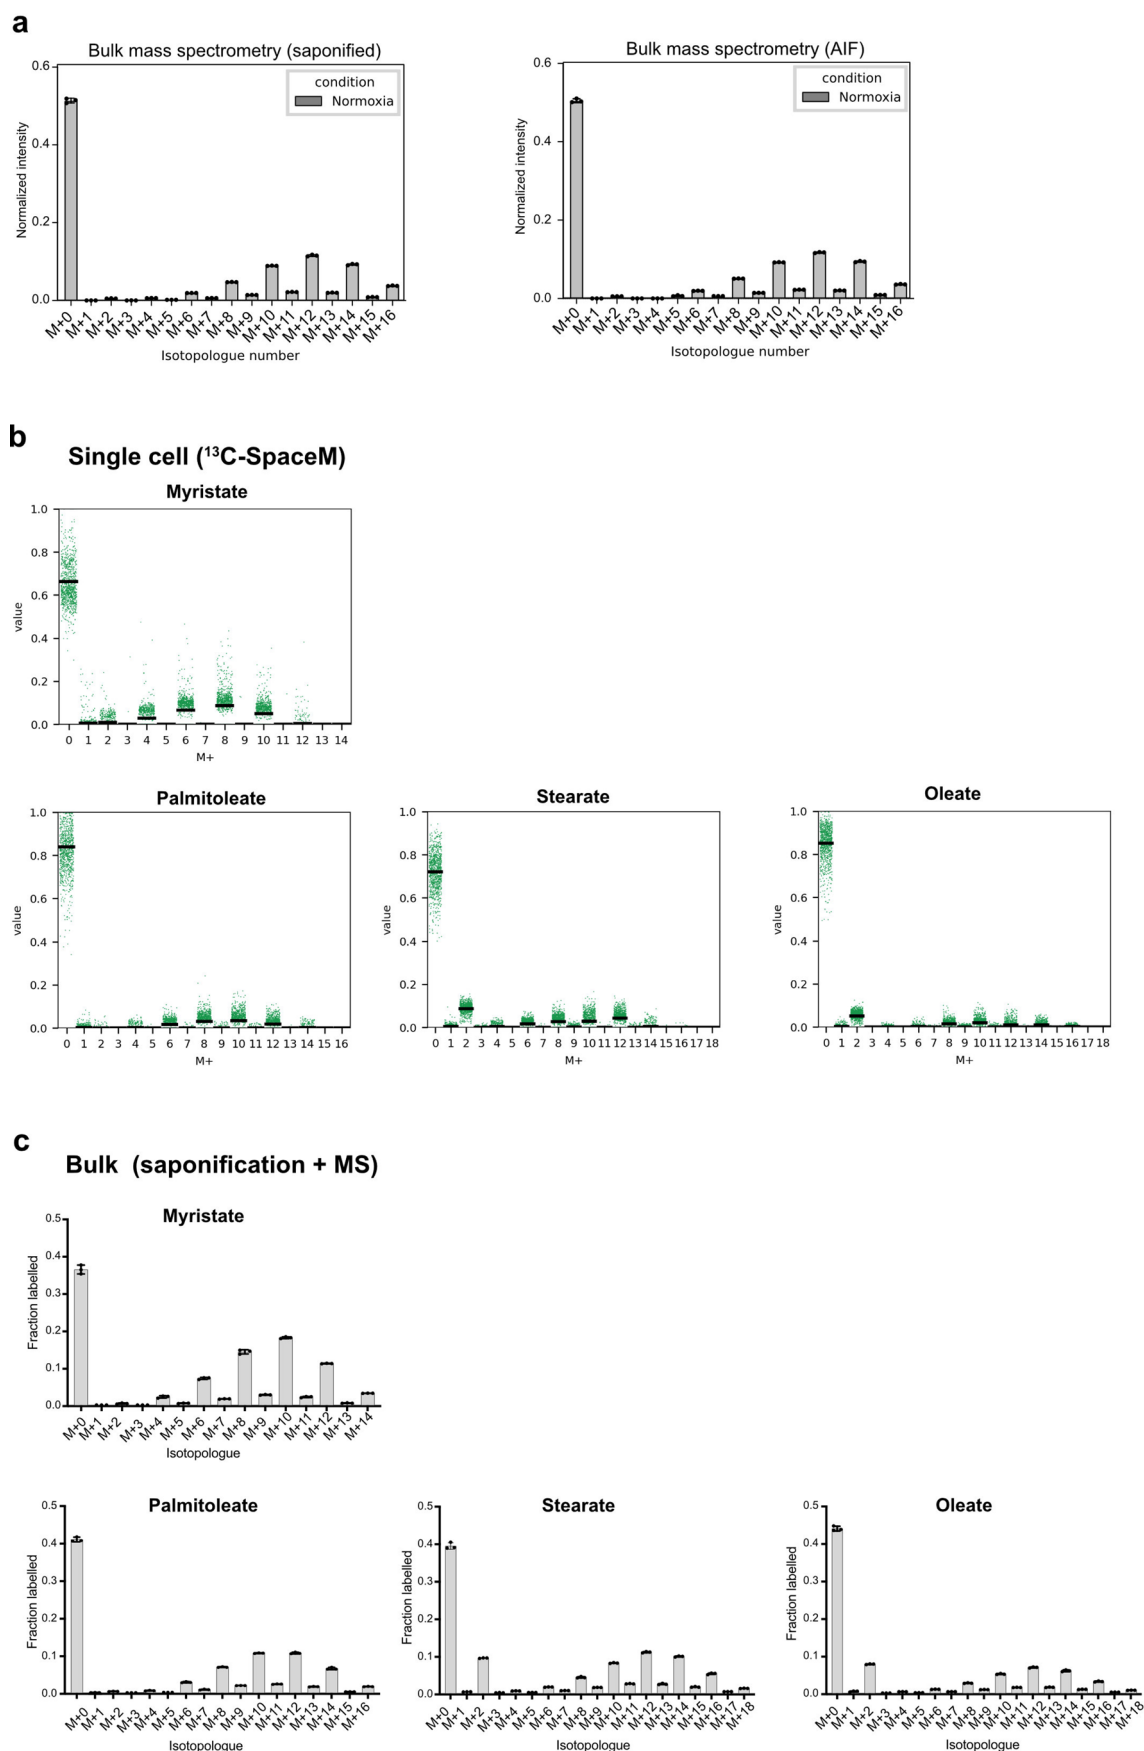 a
Bulk mass spectrometry (saponified)
0.6
0.4
0.2
0.0
Normalized intensity
condition
Normoxia
M+0 M+1 M+2 M+3 M+4 M+5 M+6 M+7 M+8 M+9 M+10 M+11 M+12 M+13 M+14 M+15 M+16
Isotopologue number
Bulk mass spectrometry (AIF)
0.6
0.4
0.2
0.0
Normalized intensity
condition
Normoxia
M+0 M+1 M+2 M+3 M+4 M+5 M+6 M+7 M+8 M+9 M+10 M+11 M+12 M+13 M+14 M+15 M+16
Isotopologue number
b
Single cell (¹³C-SpaceM)
Myristate
1.0
0.8
0.6
0.4
0.2
0.0
value
0 1 2 3 4 5 6 7 8 9 10 11 12 13 14
M+
Palmitoleate
1.0
0.8
0.6
0.4
0.2
0.0
value
0 1 2 3 4 5 6 7 8 9 10 11 12 13 14 15 16
M+
Stearate
1.0
0.8
0.6
0.4
0.2
0.0
value
0 1 2 3 4 5 6 7 8 9 10 11 12 13 14 15 16 17 18
M+
Oleate
1.0
0.8
0.6
0.4
0.2
0.0
value
0 1 2 3 4 5 6 7 8 9 10 11 12 13 14 15 16 17 18
M+
c
Bulk (saponification + MS)
Myristate
0.5
0.4
0.3
0.2
0.1
0.0
Fraction labelled
M+0 M+1 M+2 M+3 M+4 M+5 M+6 M+7 M+8 M+9 M+10 M+11 M+12 M+13 M+14
Isotopologue
Palmitoleate
0.5
0.4
0.3
0.2
0.1
0.0
Fraction labelled
M+0 M+1 M+2 M+3 M+4 M+5 M+6 M+7 M+8 M+9 M+10 M+11 M+12 M+13 M+14 M+15 M+16
Isotopologue
Stearate
0.5
0.4
0.3
0.2
0.1
0.0
Fraction labelled
M+0 M+1 M+2 M+3 M+4 M+5 M+6 M+7 M+8 M+9 M+10 M+11 M+12 M+13 M+14 M+15 M+16 M+17 M+18
Isotopologue
Oleate
0.5
0.4
0.3
0.2
0.1
0.0
Fraction labelled
M+0 M+1 M+2 M+3 M+4 M+5 M+6 M+7 M+8 M+9 M+10 M+11 M+12 M+13 M+14 M+15 M+16 M+17 M+18
Isotopologue